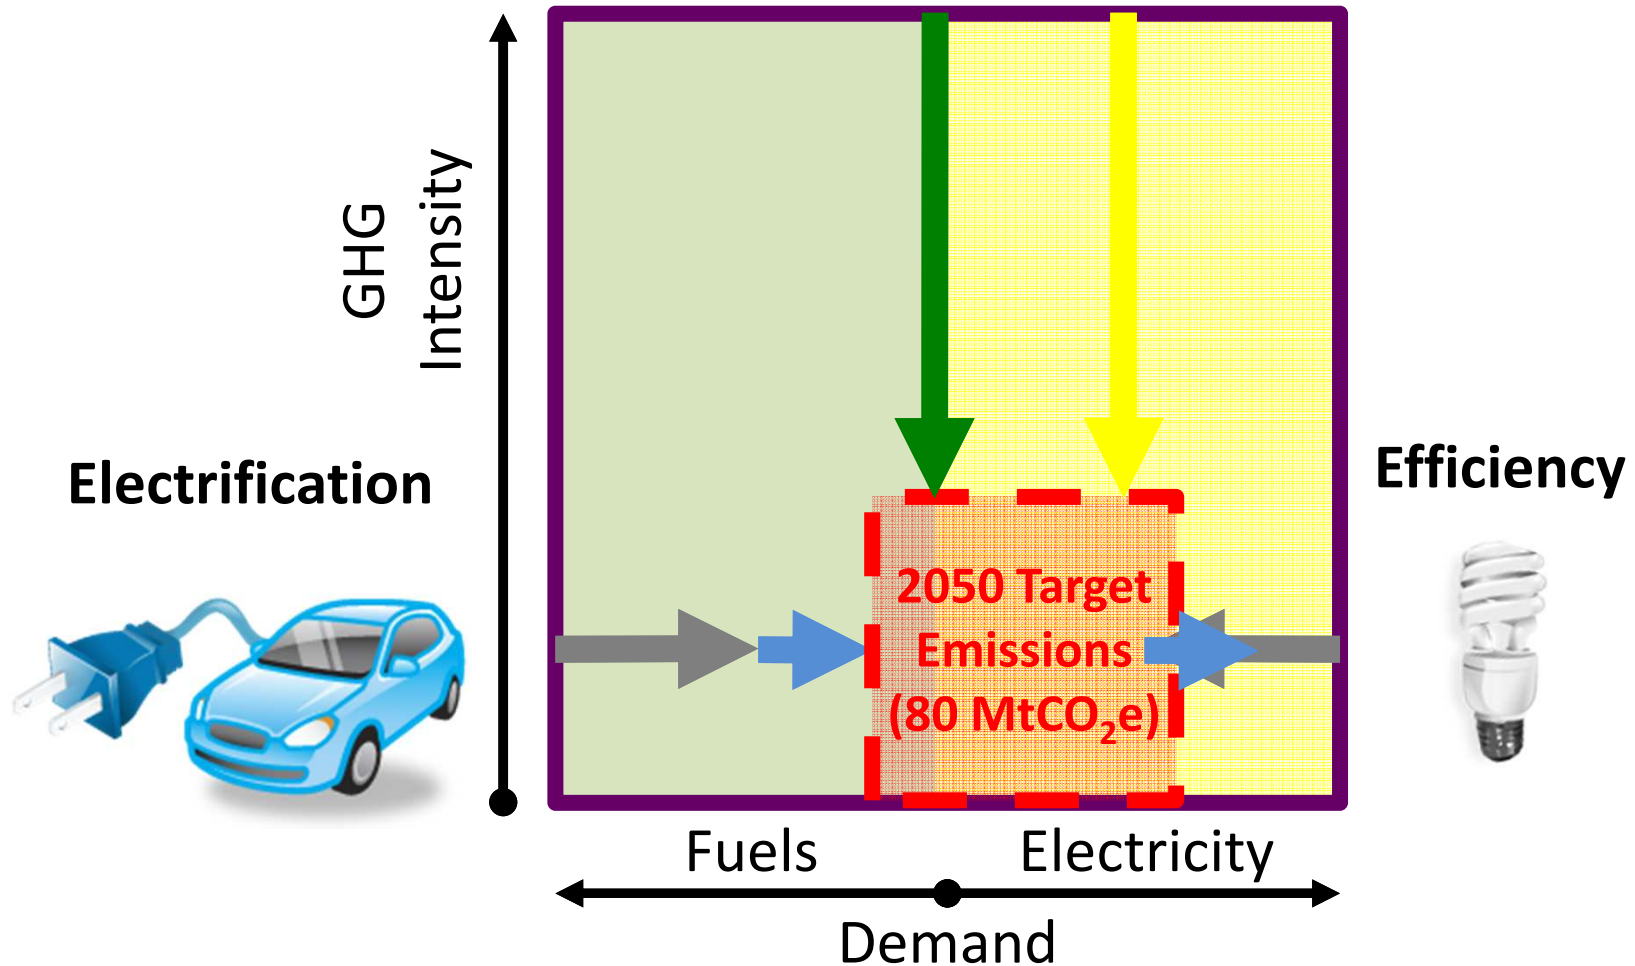 GHG
Intensity
Electrification
Efficiency
2050 Target
Emissions
(80 MtCO₂e)
Fuels
Electricity
Demand